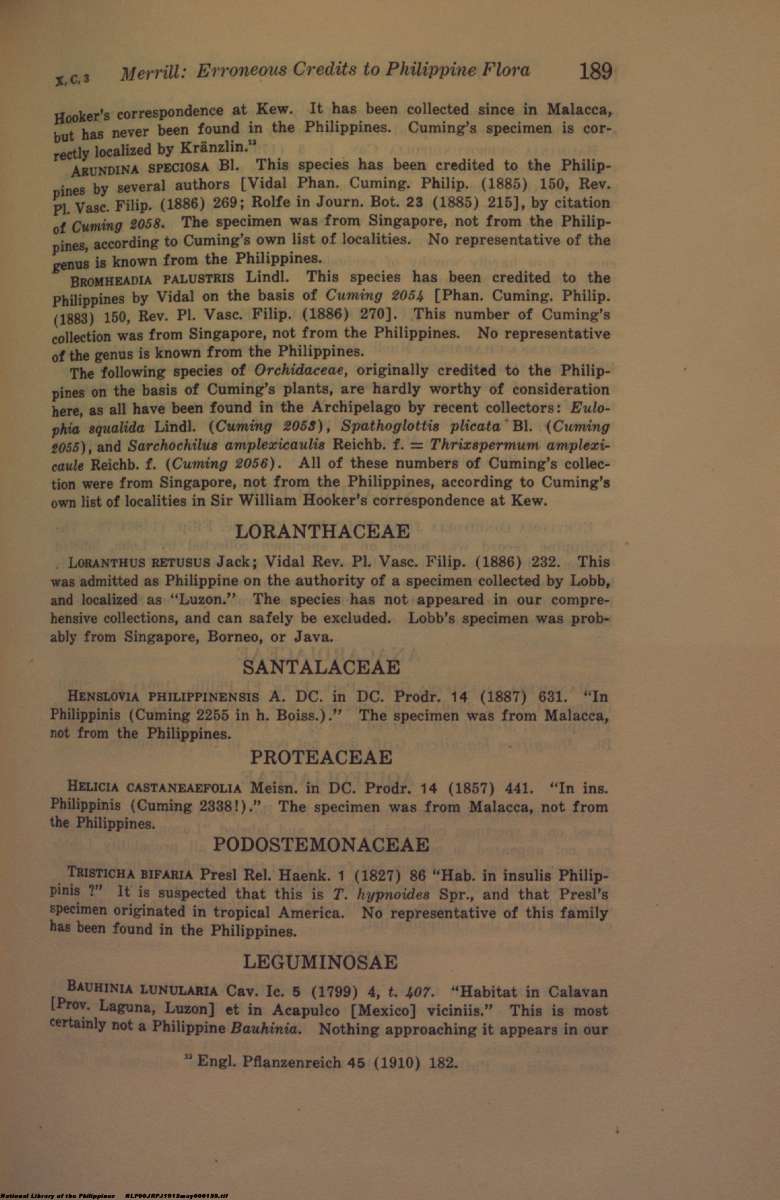 X, C, 3 Merrill: Erroneous Credits to Philippine Flora 189
Hooker's correspondence at Kew. It has been collected since in Malacca,
but has never been found in the Philippines. Cuming's specimen is cor-
rectly localized by Kränzlin.¹³
ARUNDINA SPECIOSA Bl. This species has been credited to the Philip-
pines by several authors [Vidal Phan. Cuming. Philip. (1885) 150, Rev.
Pl. Vasc. Filip. (1886) 269; Rolfe in Journ. Bot. 23 (1885) 215], by citation
of Cuming 2058. The specimen was from Singapore, not from the Philip-
pines, according to Cuming's own list of localities. No representative of the
genus is known from the Philippines.
BROMHEADIA PALUSTRIS Lindl. This species has been credited to the
Philippines by Vidal on the basis of Cuming 2054 [Phan. Cuming. Philip.
(1883) 150, Rev. Pl. Vasc. Filip. (1886) 270]. This number of Cuming's
collection was from Singapore, not from the Philippines. No representative
of the genus is known from the Philippines.
The following species of Orchidaceae, originally credited to the Philip-
pines on the basis of Cuming's plants, are hardly worthy of consideration
here, as all have been found in the Archipelago by recent collectors: Eulo-
phia squalida Lindl. (Cuming 2053), Spathoglottis plicata Bl. (Cuming
2055), and Sarchochilus amplexicaulis Reichb. f. = Thrixspermum amplexi-
caule Reichb. f. (Cuming 2056). All of these numbers of Cuming's collec-
tion were from Singapore, not from the Philippines, according to Cuming's
own list of localities in Sir William Hooker's correspondence at Kew.
LORANTHACEAE
LORANTHUS RETUSUS Jack; Vidal Rev. Pl. Vasc. Filip. (1886) 232. This
was admitted as Philippine on the authority of a specimen collected by Lobb,
and localized as "Luzon." The species has not appeared in our compre-
hensive collections, and can safely be excluded. Lobb's specimen was prob-
ably from Singapore, Borneo, or Java.
SANTALACEAE
HENSLOVIA PHILIPPINENSIS A. DC. in DC. Prodr. 14 (1887) 631. "In
Philippinis (Cuming 2255 in h. Boiss.)." The specimen was from Malacca,
not from the Philippines.
PROTEACEAE
HELICIA CASTANEAEFOLIA Meisn. in DC. Prodr. 14 (1857) 441. "In ins.
Philippinis (Cuming 2338!)." The specimen was from Malacca, not from
the Philippines.
PODOSTEMONACEAE
TRISTICHA BIFARIA Presl Rel. Haenk. 1 (1827) 86 "Hab. in insulis Philip-
pinis ?" It is suspected that this is T. hypnoides Spr., and that Presl's
specimen originated in tropical America. No representative of this family
has been found in the Philippines.
LEGUMINOSAE
BAUHINIA LUNULARIA Cav. Ic. 5 (1799) 4, t. 407. "Habitat in Calavan
[Prov. Laguna, Luzon] et in Acapulco [Mexico] viciniis." This is most
certainly not a Philippine Bauhinia. Nothing approaching it appears in our
¹³ Engl. Pflanzenreich 45 (1910) 182.
National Library of the Philippines